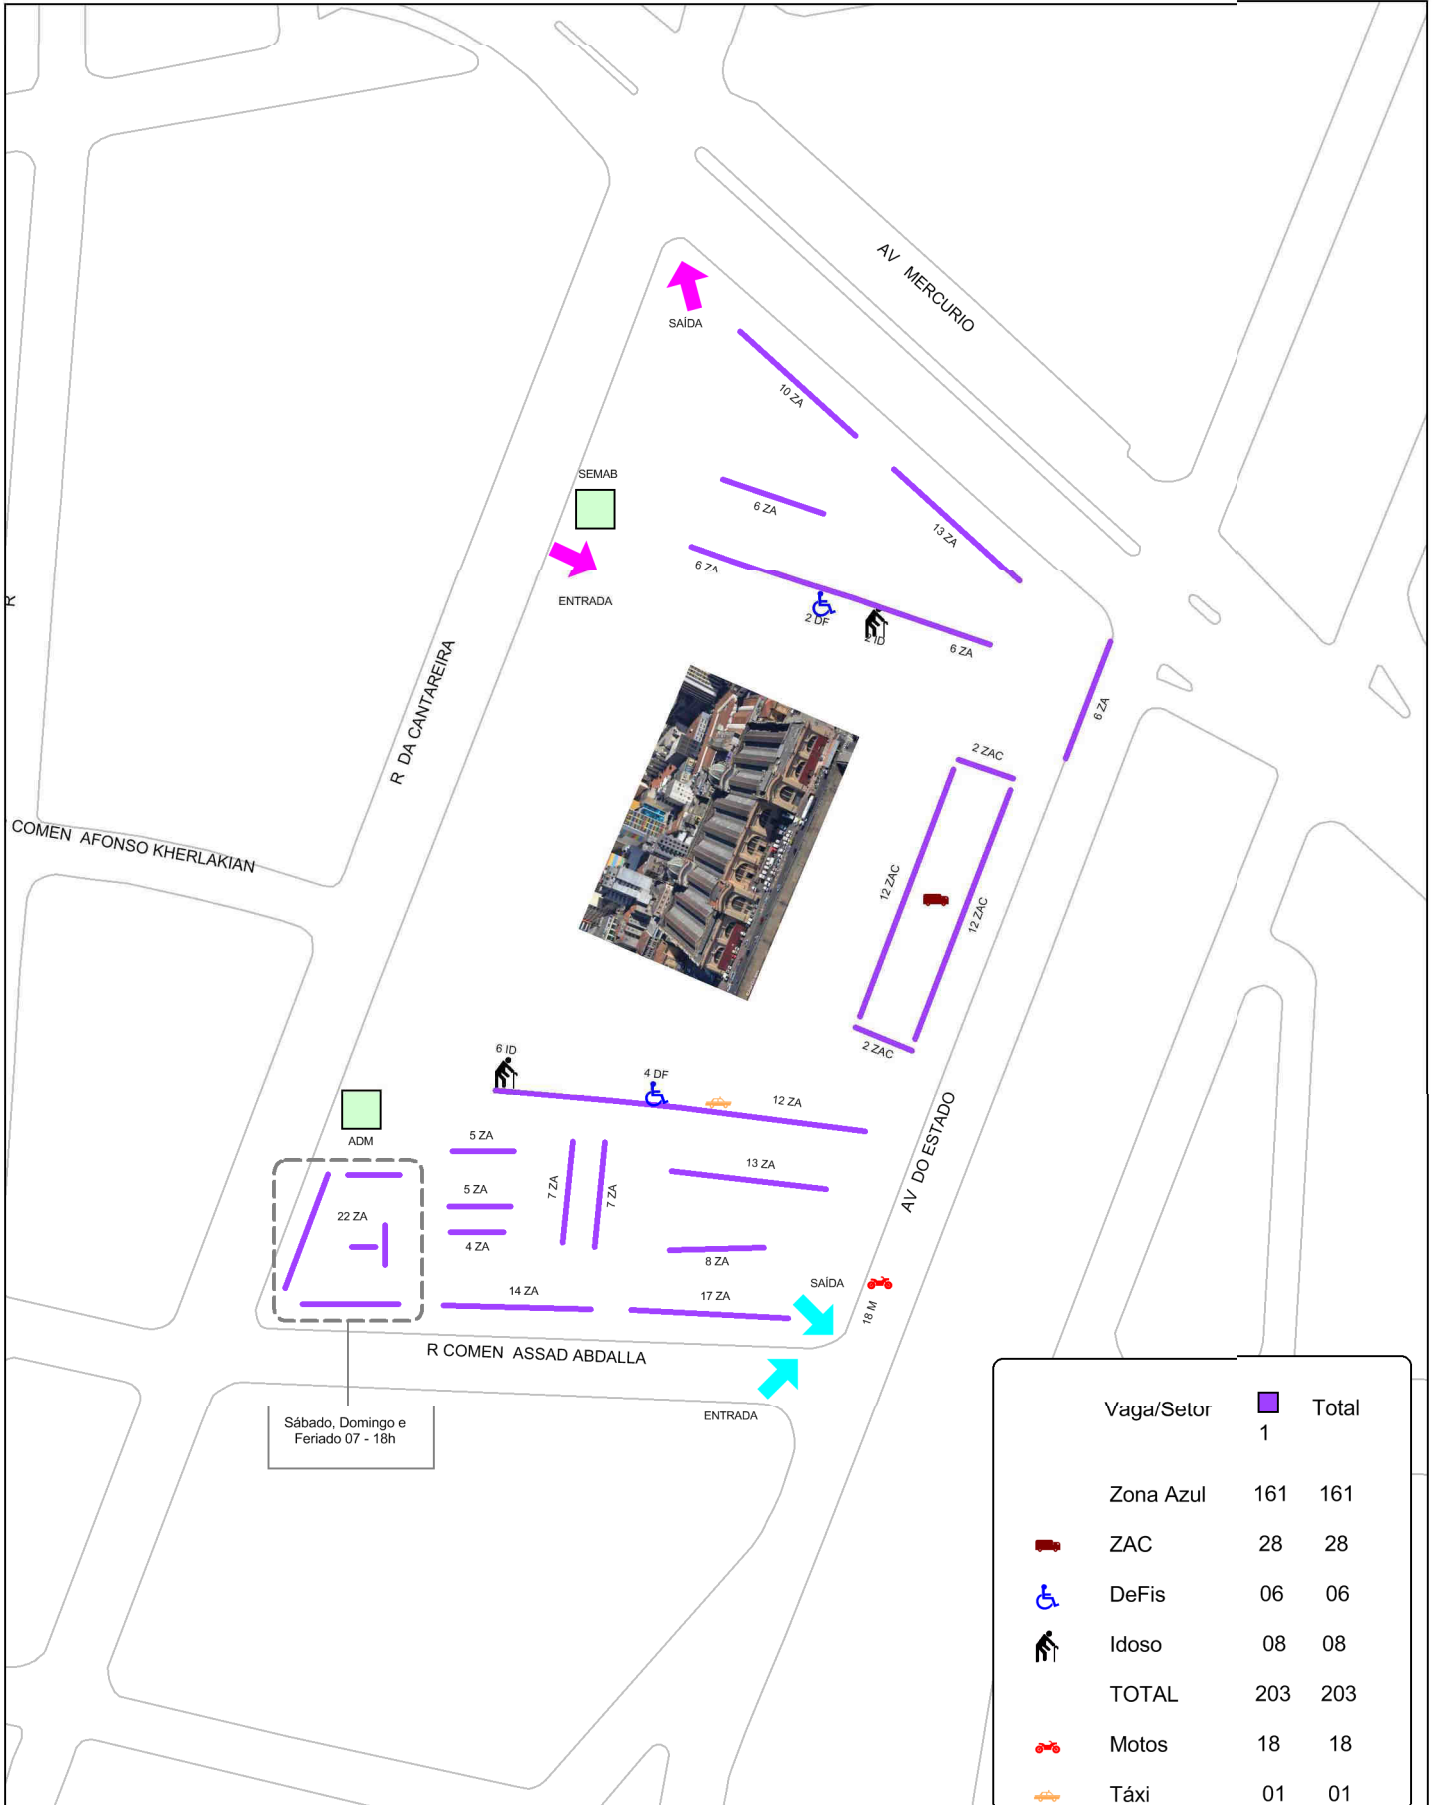 AV MERCURIO
SAÍDA
10 ZA
SEMAB
6 ZA
13 ZA
ENTRADA
2 DF
2 ID
6 ZA
R
R DA CANTAREIRA
6 ZA
2 ZAC
COMEN AFONSO KHERLAKIAN
12 ZAC
12 ZAC
2 ZAC
6 ID
4 DF
12 ZA
AV DO ESTADO
ADM
5 ZA
13 ZA
7 ZA
7 ZA
5 ZA
22 ZA
4 ZA
8 ZA
14 ZA
17 ZA
SAÍDA
18 M
R COMEN ASSAD ABDALLA
ENTRADA
Sábado, Domingo e
Feriado 07 - 18h
Vaga/Setor Total
1
Zona Azul 161 161
ZAC 28 28
DeFis 06 06
Idoso 08 08
TOTAL 203 203
Motos 18 18
Táxi 01 01